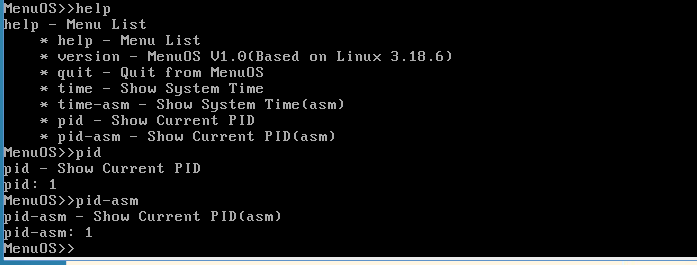 MenuOS>>help
help - Menu List
* help - Menu List
* version - MenuOS V1.0(Based on Linux 3.18.6)
* quit - Quit from MenuOS
* time - Show System Time
* time-asm - Show System Time(asm)
* pid - Show Current PID
* pid-asm - Show Current PID(asm)
MenuOS>>pid
pid - Show Current PID
pid: 1
MenuOS>>pid-asm
pid-asm - Show Current PID(asm)
pid-asm: 1
MenuOS>>